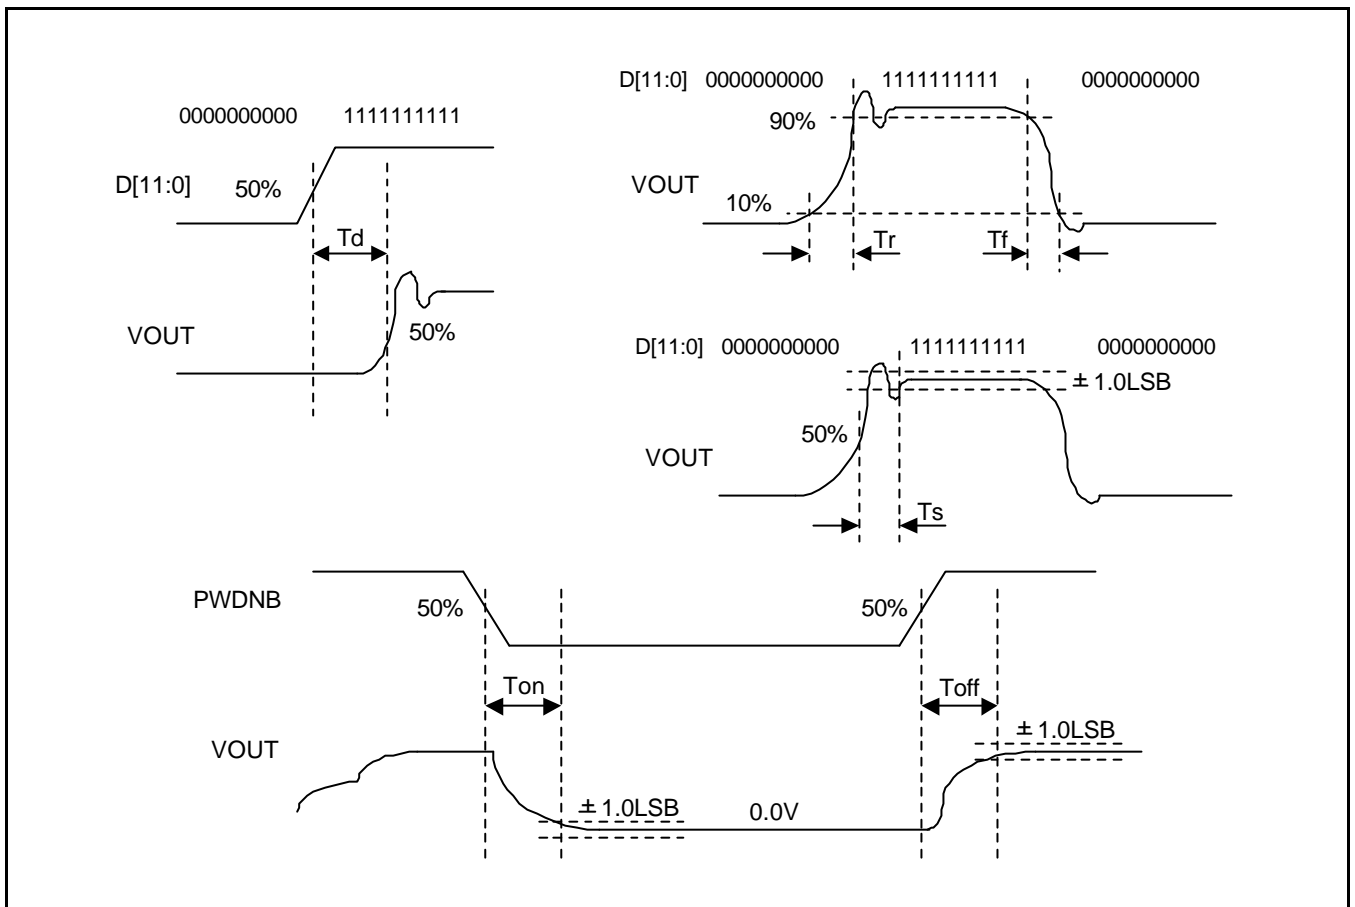 0000000000 1111111111
D[11:0] 50%
Td
VOUT 50%
D[11:0] 0000000000 1111111111 0000000000
90%
VOUT
10%
Tr Tf
D[11:0] 0000000000 1111111111 0000000000
±1.0LSB
50%
VOUT
Ts
PWDNB 50% 50%
Ton Toff
VOUT ±1.0LSB
±1.0LSB 0.0V